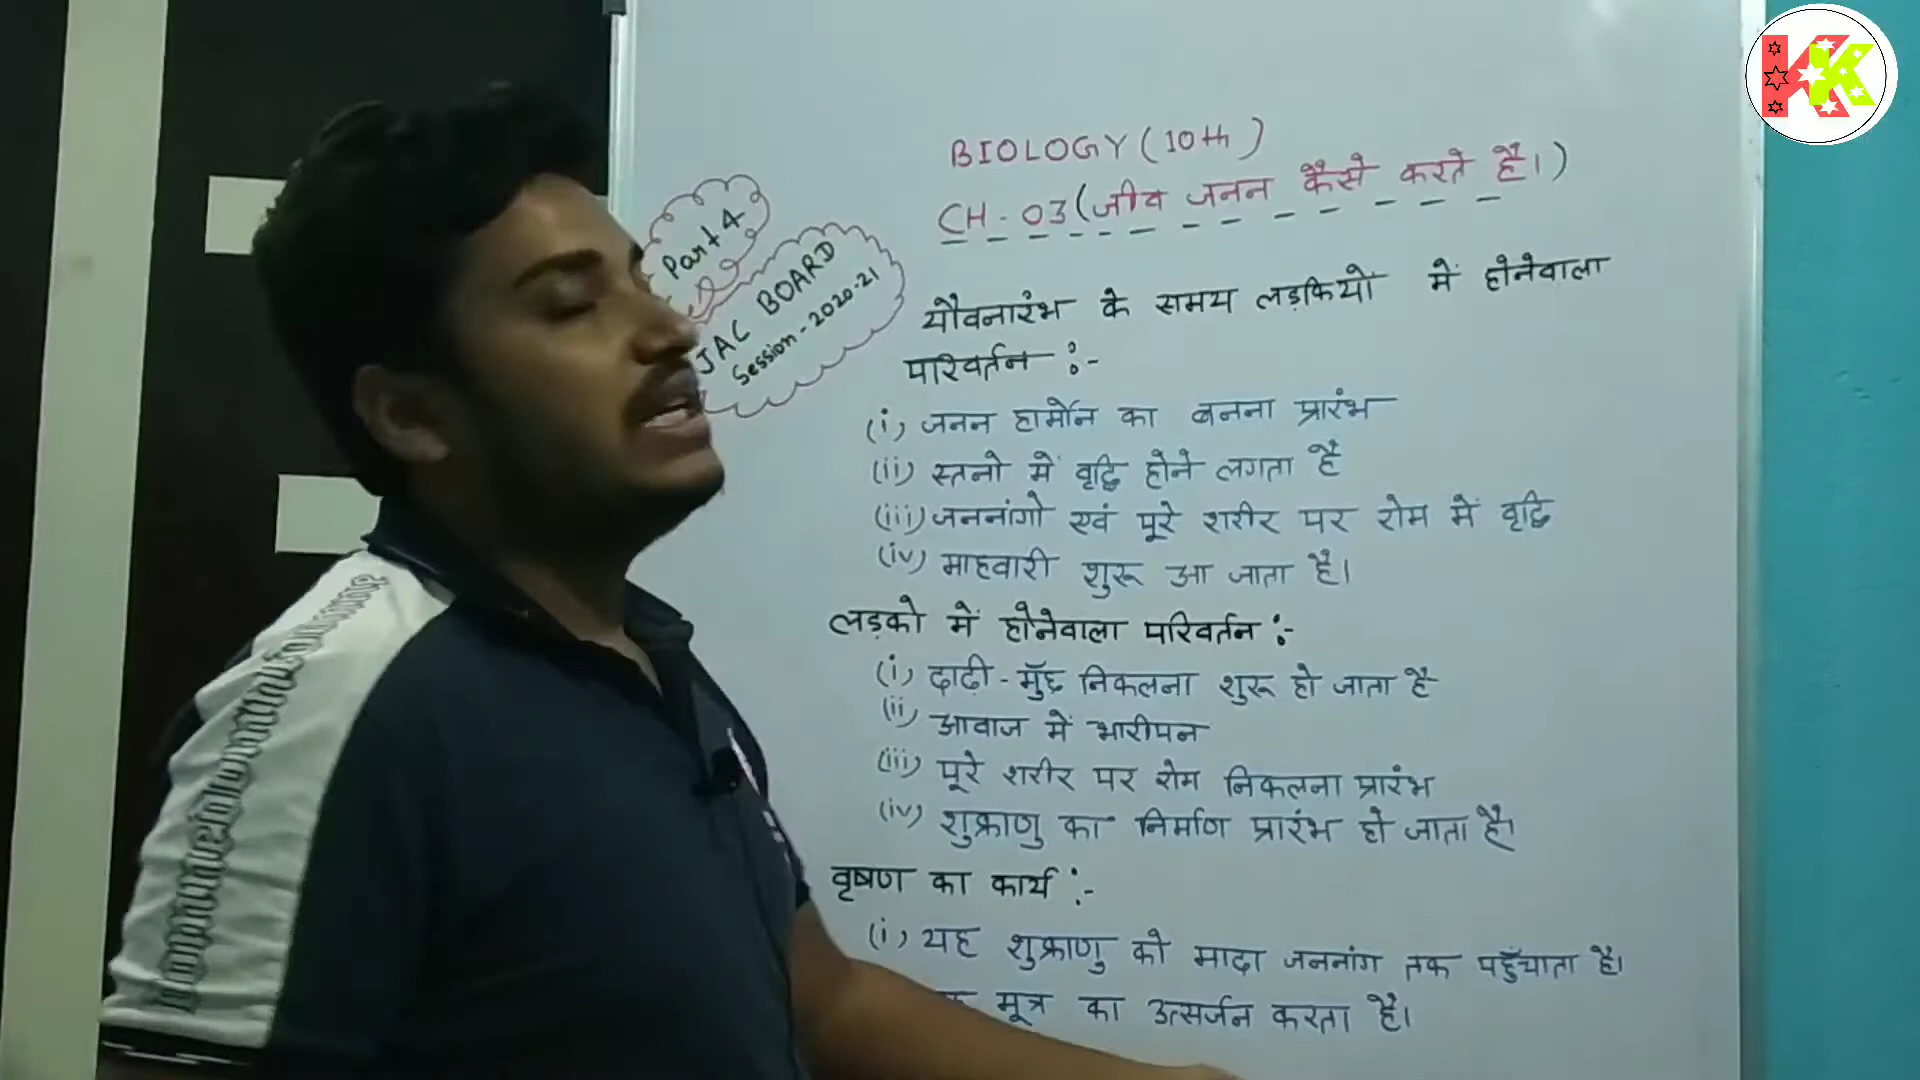 BIOLOGY (10th)
CH - 03 (जीव जनन कैसे करते है।)
Part 4
JAC BOARD
Session - 2020-21
यौवनारंभ के समय लड़कियो में होनेवाला
परिवर्तन :-
(i) जनन हार्मोन का बनना प्रारंभ
(ii) स्तनो में वृद्धि होने लगता है
(iii) जननांगो एवं पूरे शरीर पर रोम में वृद्धि
(iv) माहवारी शुरू आ जाता है।
लड़को में होनेवाला परिवर्तन :-
(i) दाढ़ी - मूँछ निकलना शुरू हो जाता है
(ii) आवाज में भारीपन
(iii) पूरे शरीर पर रोम निकलना प्रारंभ
(iv) शुक्राणु का निर्माण प्रारंभ हो जाता है।
वृषण का कार्य :-
(i) यह शुक्राणु को मादा जननांग तक पहुँचाता है।
मूत्र का उत्सर्जन करता है।
KK